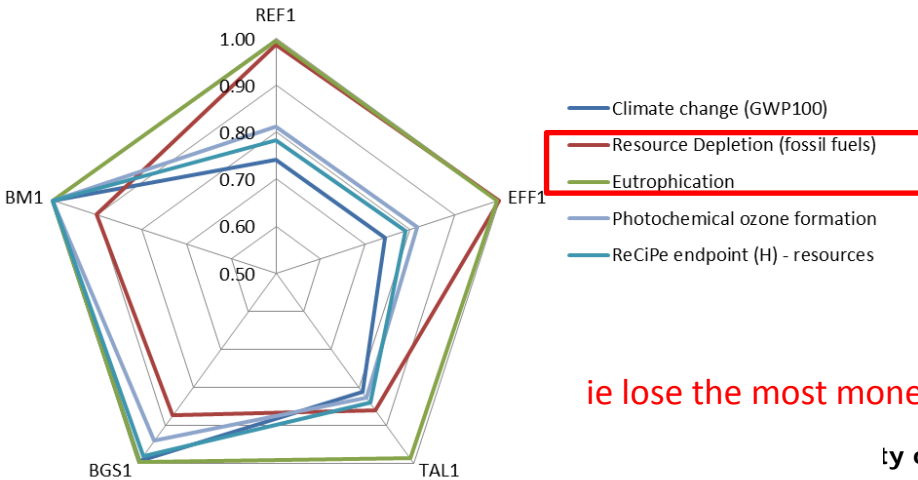 REF1
1.00
0.90
0.80
0.70
0.60
0.50
BM1
EFF1
BGS1
TAL1
Climate change (GWP100)
Resource Depletion (fossil fuels)
Eutrophication
Photochemical ozone formation
ReCiPe endpoint (H) - resources
ie lose the most